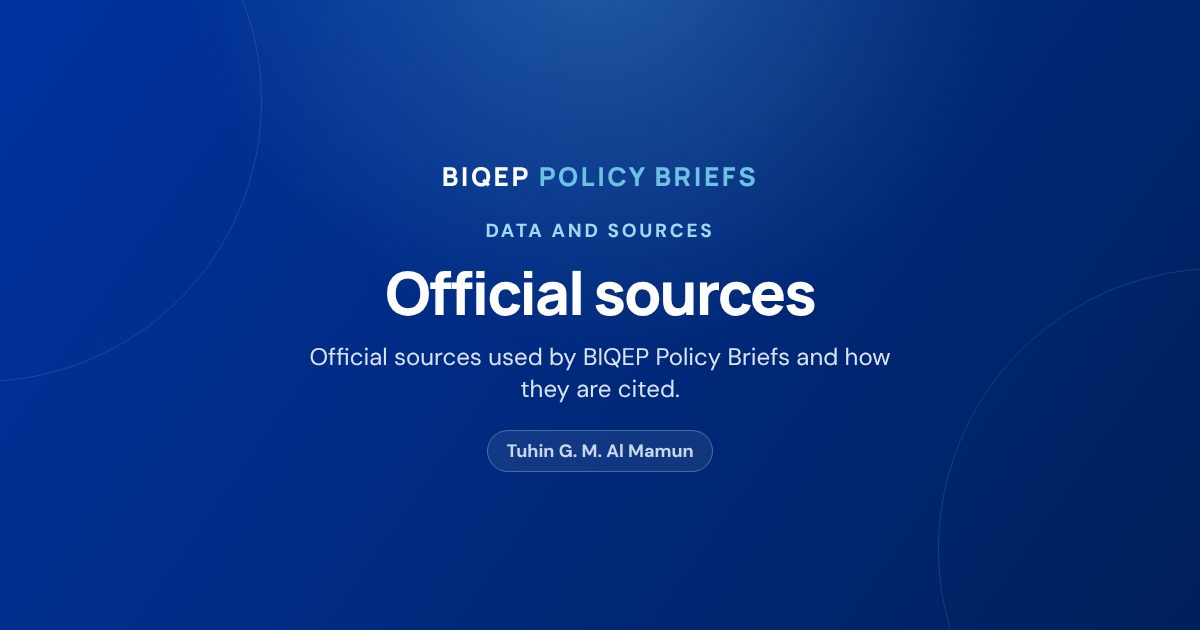 BIQEP POLICY BRIEFS
DATA AND SOURCES
Official sources
Official sources used by BIQEP Policy Briefs and how
they are cited.
Tuhin G. M. Al Mamun